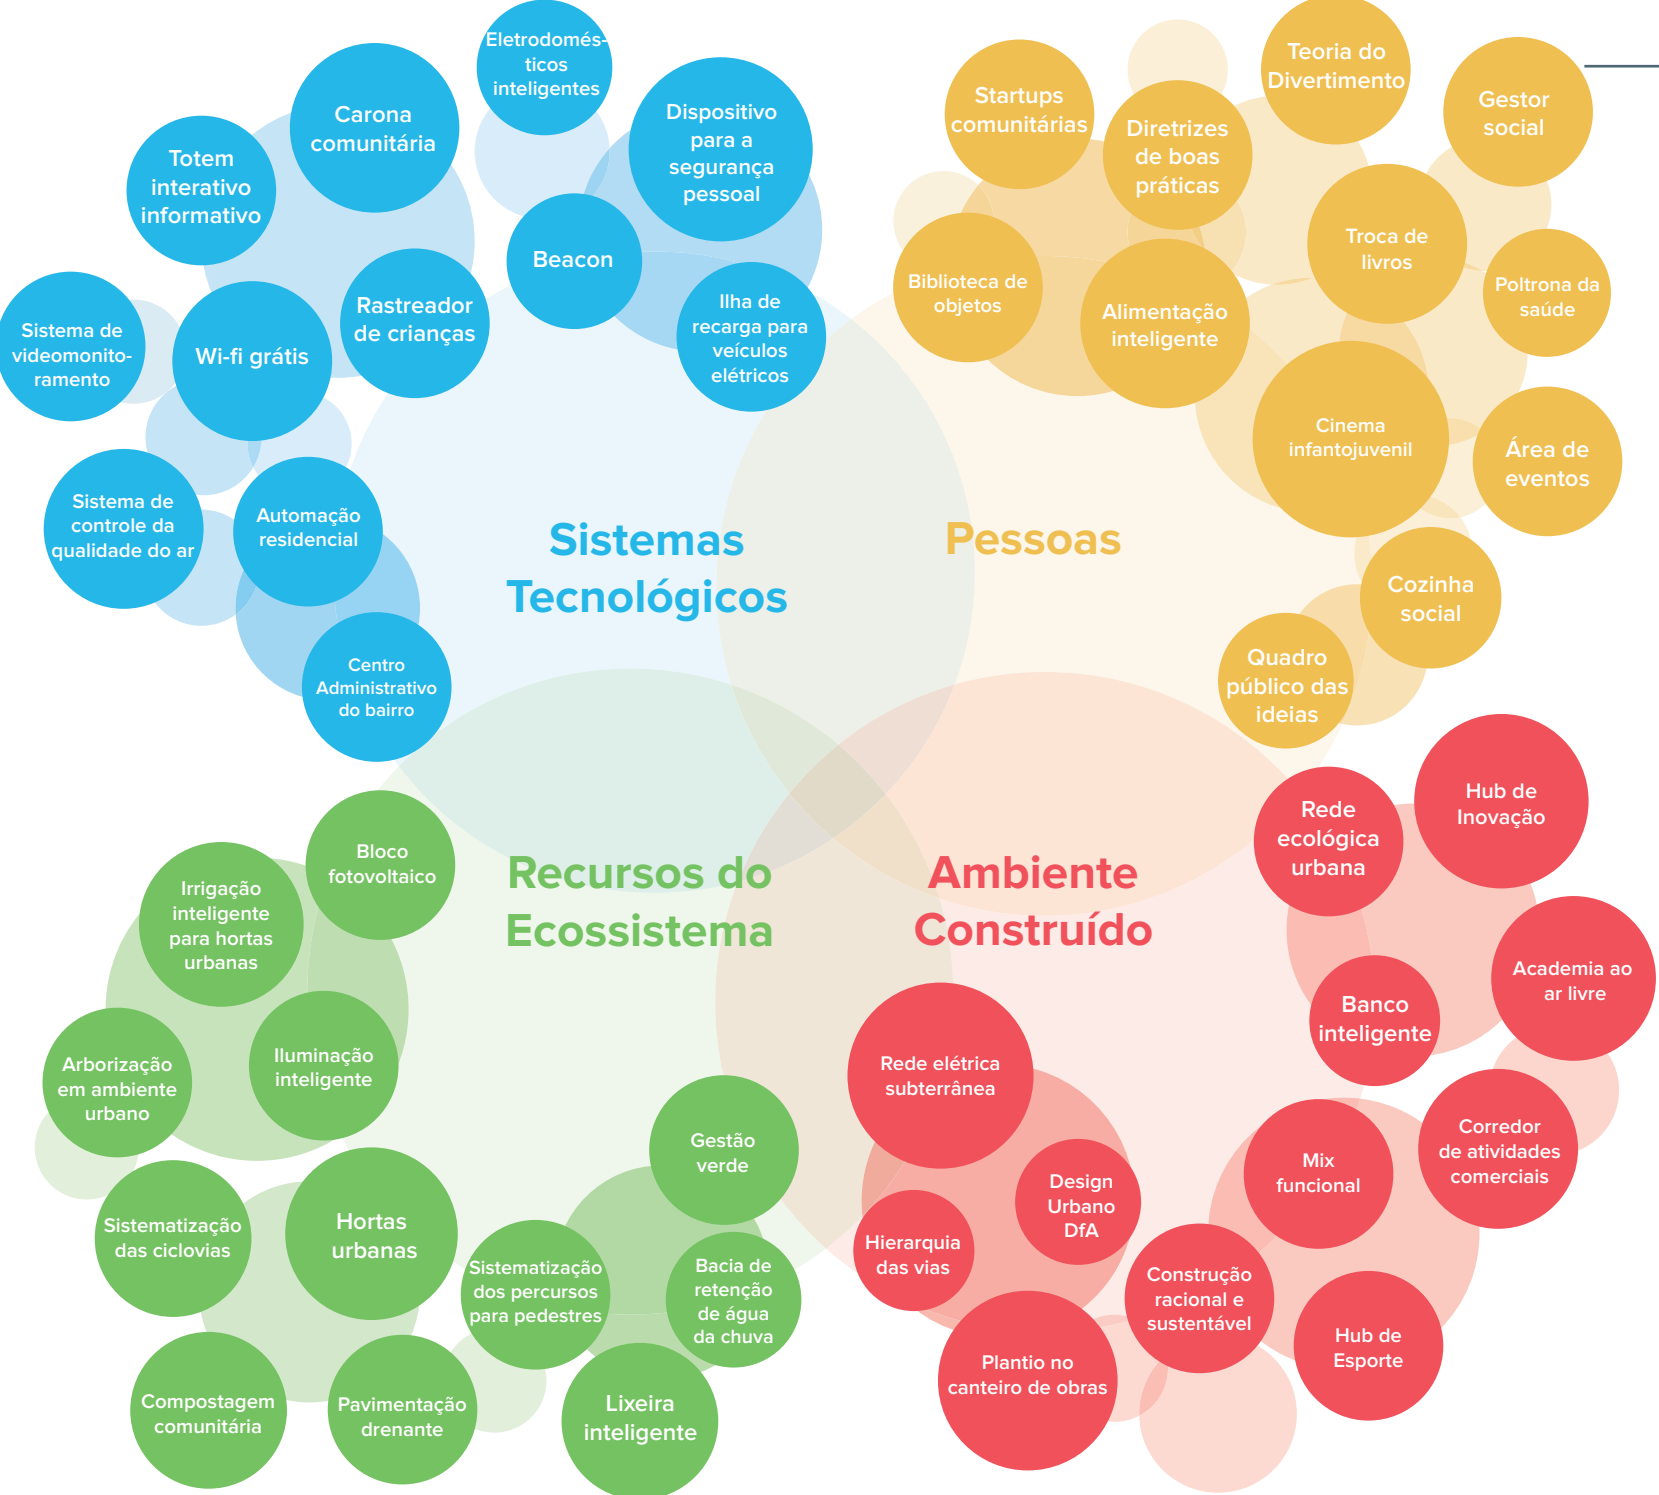 Eletrodomés-
ticos
inteligentes
Carona
comunitária
Dispositivo
para a
segurança
pessoal
Totem
interativo
informativo
Beacon
Rastreador
de crianças
Ilha de
recarga para
veículos
elétricos
Sistema de
videomonito-
ramento
Wi-fi grátis
Sistema de
controle da
qualidade do ar
Automação
residencial
Centro
Administrativo
do bairro
Sistemas
Tecnológicos
Teoria do
Divertimento
Startups
comunitárias
Diretrizes
de boas
práticas
Gestor
social
Troca de
livros
Biblioteca de
objetos
Alimentação
inteligente
Poltrona da
saúde
Cinema
infantojuvenil
Área de
eventos
Cozinha
social
Quadro
público das
ideias
Pessoas
Bloco
fotovoltaico
Irrigação
inteligente
para hortas
urbanas
Recursos do
Ecossistema
Arborização
em ambiente
urbano
Iluminação
inteligente
Gestão
verde
Sistematização
das ciclovias
Hortas
urbanas
Sistematização
dos percursos
para pedestres
Bacia de
retenção
de água
da chuva
Compostagem
comunitária
Pavimentação
drenante
Lixeira
inteligente
Ambiente
Construído
Rede
ecológica
urbana
Hub de
Inovação
Academia ao
ar livre
Banco
inteligente
Rede elétrica
subterrânea
Corredor
de atividades
comerciais
Mix
funcional
Design
Urbano
DfA
Hierarquia
das vias
Construção
racional e
sustentável
Hub de
Esporte
Plantio no
canteiro de obras